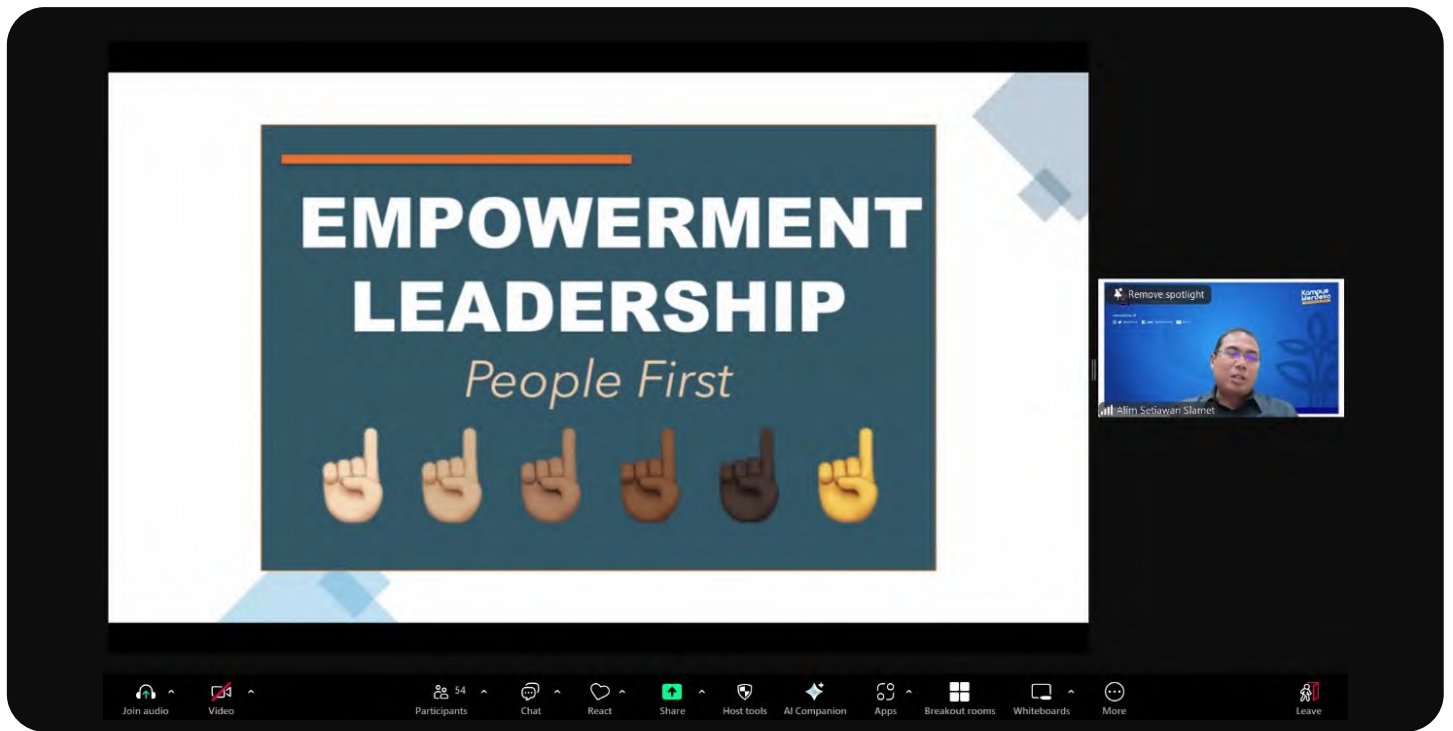 EMPOWERMENT
LEADERSHIP
People First
Remove spotlight
Kampus
Merdeka
Alim Setiawan Slamet
Join audio
Video
54
Participants
Chat
React
Share
Host tools
AI Companion
Apps
Breakout rooms
Whiteboards
More
Leave